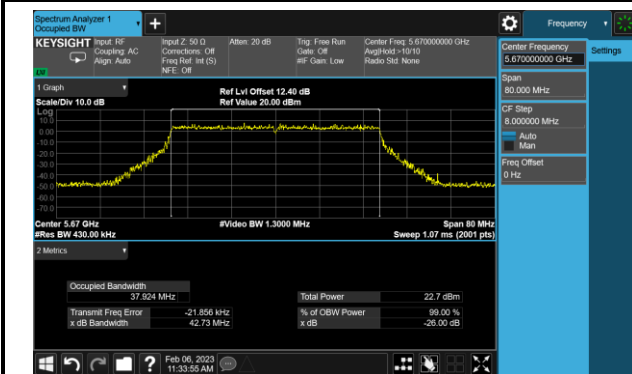 Spectrum Analyzer 1
Occupied BW
Frequency
KEYSIGHT
Input: RF
Coupling: AC
Align: Auto
Input Z: 50 Ω
Corrections: Off
Freq Ref: Int (S)
NFE: Off
Atten: 20 dB
Trig: Free Run
Gate: Off
#IF Gain: Low
Center Freq: 5.670000000 GHz
Avg|Hold:>10/10
Radio Std: None
Center Frequency
5.670000000 GHz
Settings
Span
80.000 MHz
CF Step
8.000000 MHz
Auto
Man
Freq Offset
0 Hz
1 Graph
Scale/Div 10.0 dB
Ref Lvl Offset 12.40 dB
Ref Value 20.00 dBm
Log
10.0
0.00
-10.0
-20.0
-30.0
-40.0
-50.0
-60.0
-70.0
Center 5.67 GHz
#Res BW 430.00 kHz
#Video BW 1.3000 MHz
Span 80 MHz
Sweep 1.07 ms (2001 pts)
2 Metrics
Occupied Bandwidth
37.924 MHz
Total Power 22.7 dBm
Transmit Freq Error -21.856 kHz
% of OBW Power 99.00 %
x dB Bandwidth 42.73 MHz
x dB -26.00 dB
?
Feb 06, 2023
11:33:55 AM